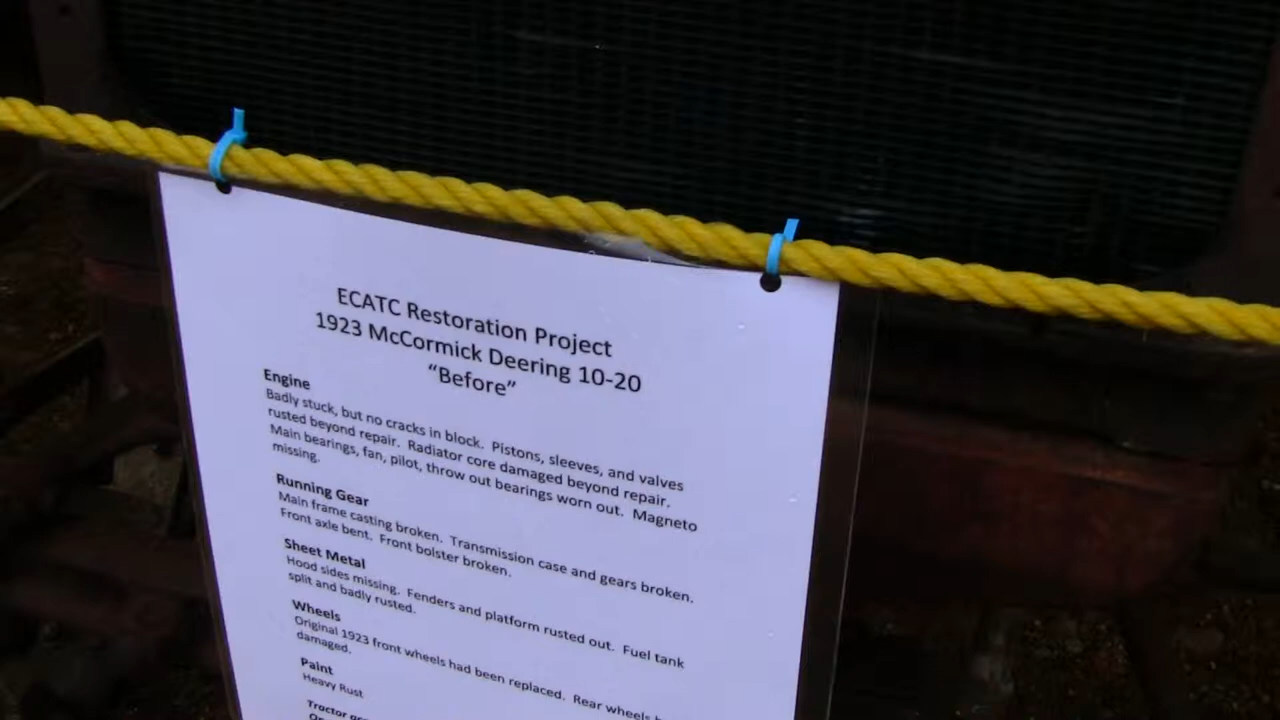 ECATC Restoration Project
1923 McCormick Deering 10-20
“Before”
Engine
Badly stuck, but no cracks in block. Pistons, sleeves, and valves
rusted beyond repair. Radiator core damaged beyond repair.
Main bearings, fan, pilot, throw out bearings worn out. Magneto
missing.
Running Gear
Main frame casting broken. Transmission case and gears broken.
Front axle bent. Front bolster broken.
Sheet Metal
Hood sides missing. Fenders and platform rusted out. Fuel tank
split and badly rusted.
Wheels
Original 1923 front wheels had been replaced. Rear wheels
damaged.
Paint
Heavy Rust
Tractor